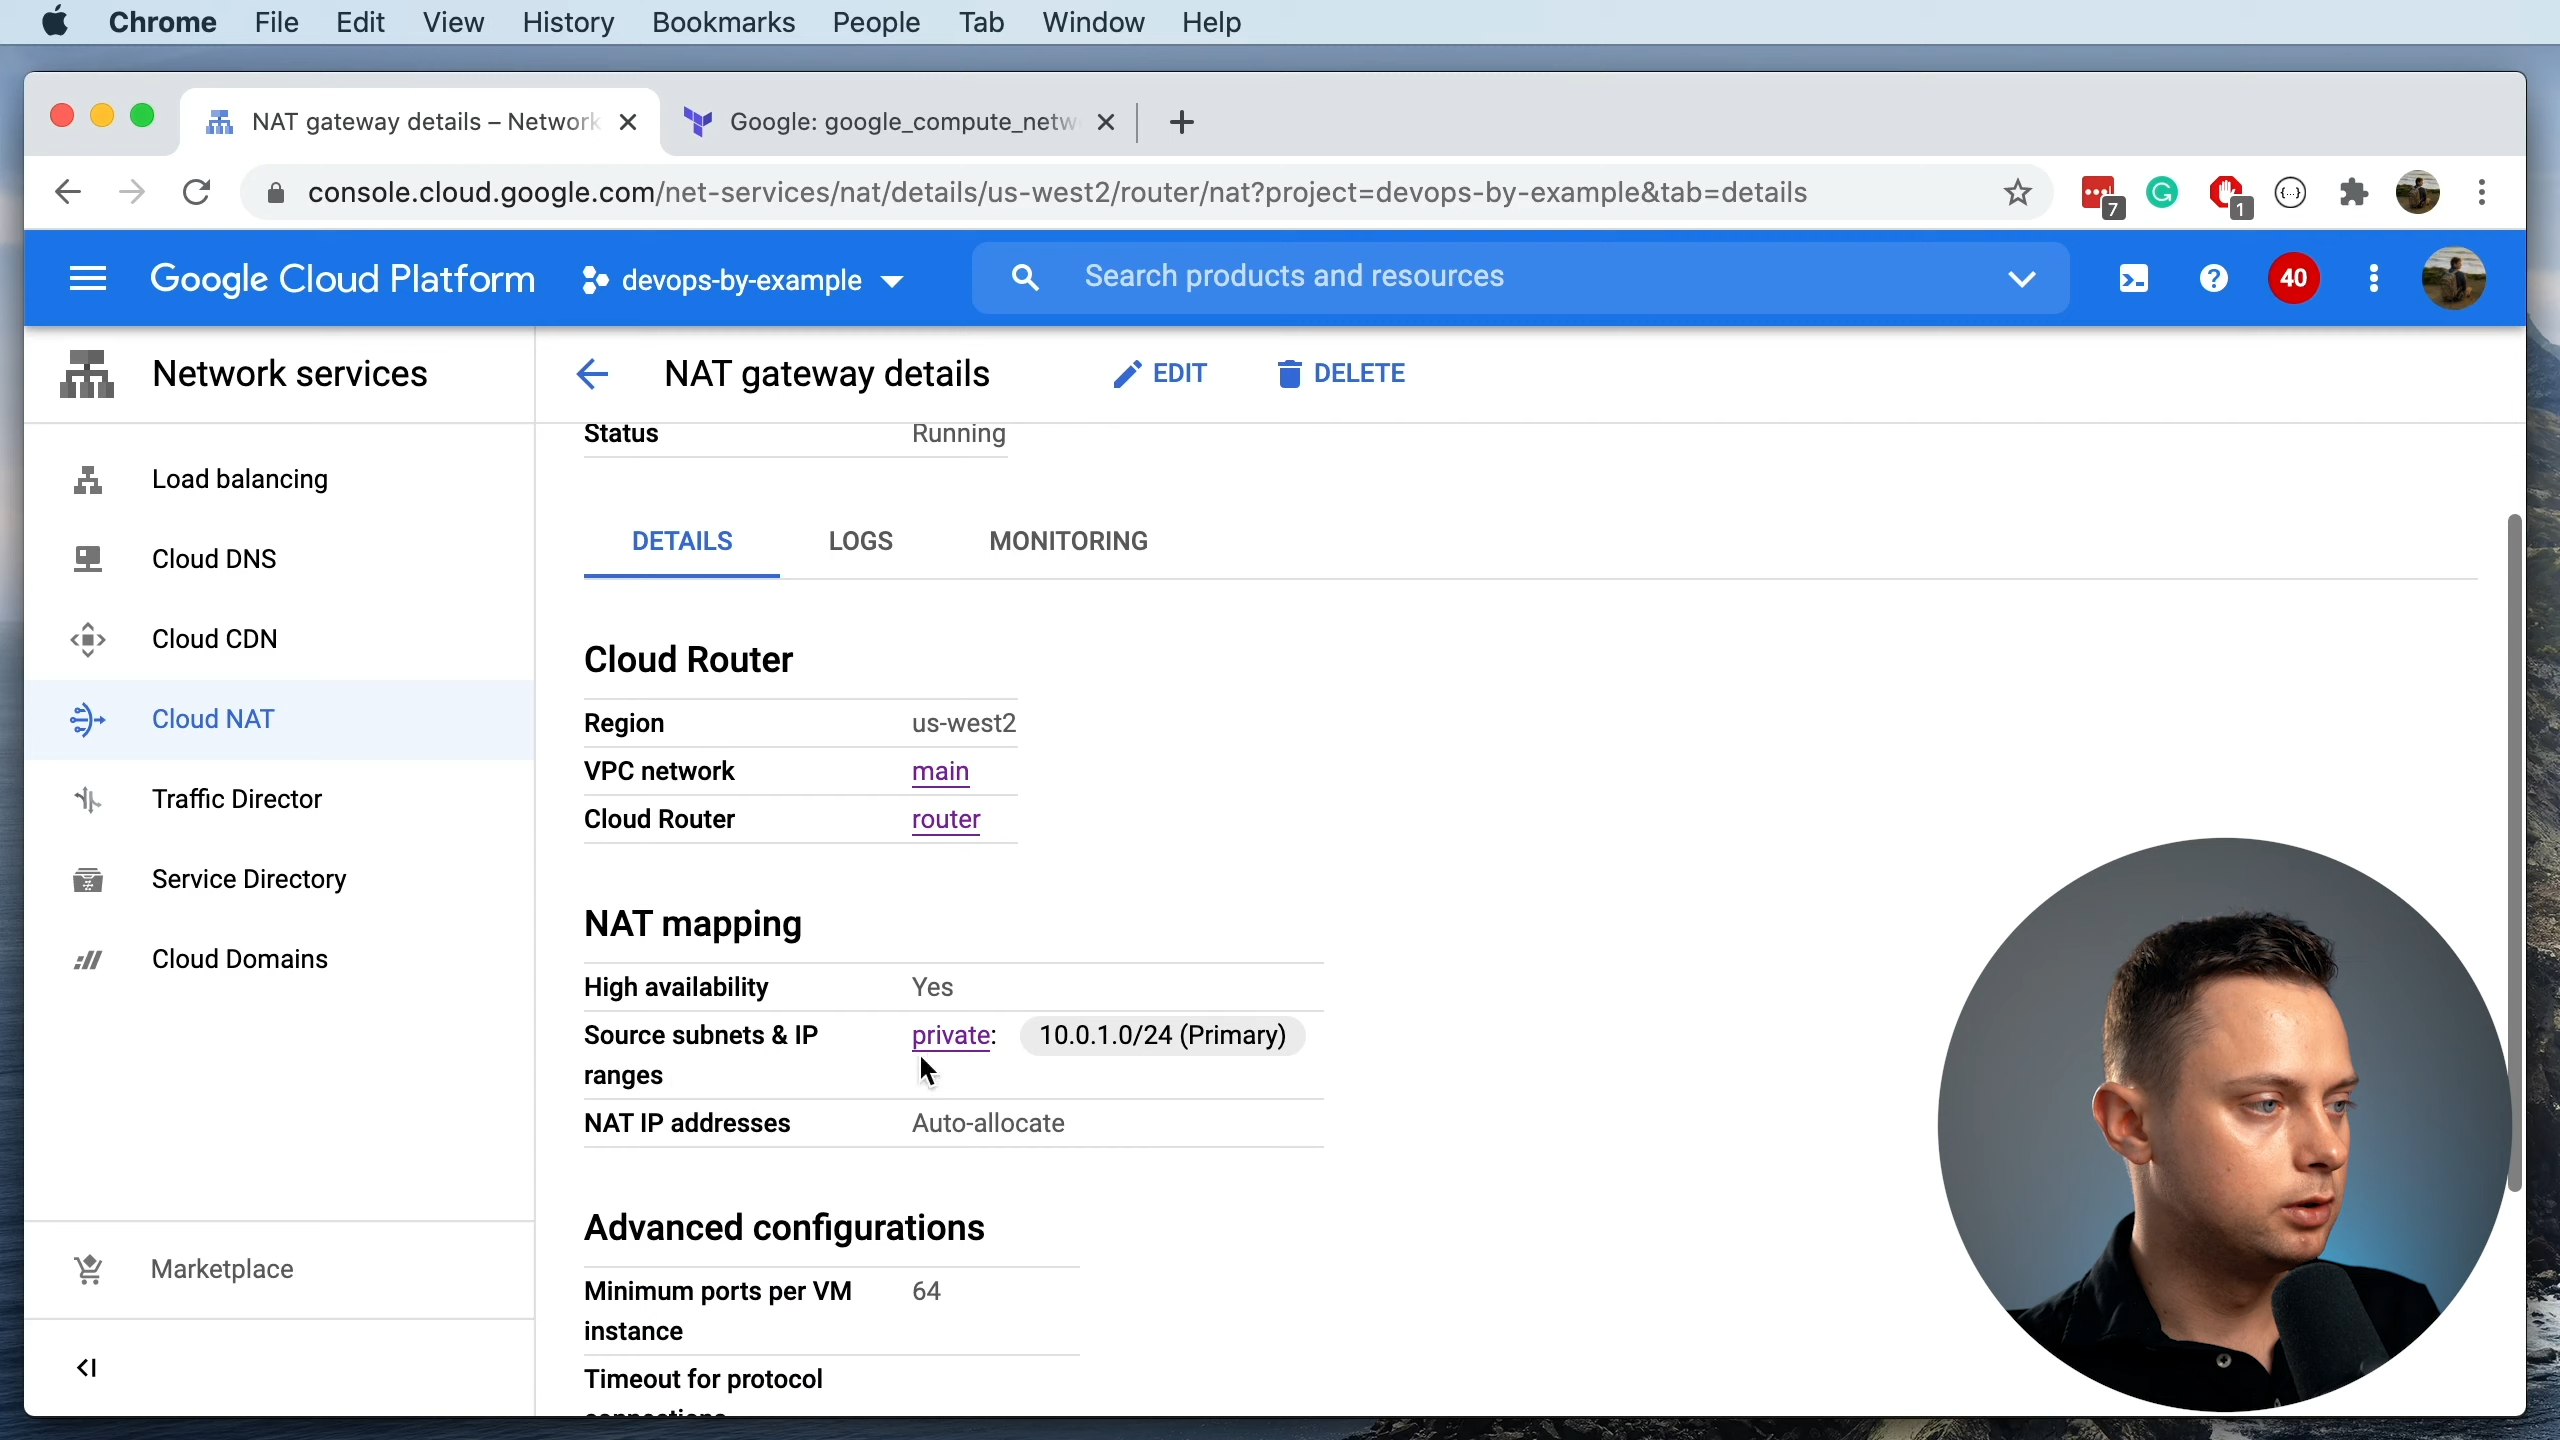 Chrome File Edit View History Bookmarks People Tab Window Help
NAT gateway details – Network
Google: google_compute_netw
console.cloud.google.com/net-services/nat/details/us-west2/router/nat?project=devops-by-example&tab=details
7
1
Google Cloud Platform
devops-by-example
Search products and resources
40
Network services
Load balancing
Cloud DNS
Cloud CDN
Cloud NAT
Traffic Director
Service Directory
Cloud Domains
Marketplace
NAT gateway details
EDIT
DELETE
Status Running
DETAILS LOGS MONITORING
Cloud Router
Region us-west2
VPC network main
Cloud Router router
NAT mapping
High availability Yes
Source subnets & IP private: 10.0.1.0/24 (Primary)
ranges
NAT IP addresses Auto-allocate
Advanced configurations
Minimum ports per VM 64
instance
Timeout for protocol